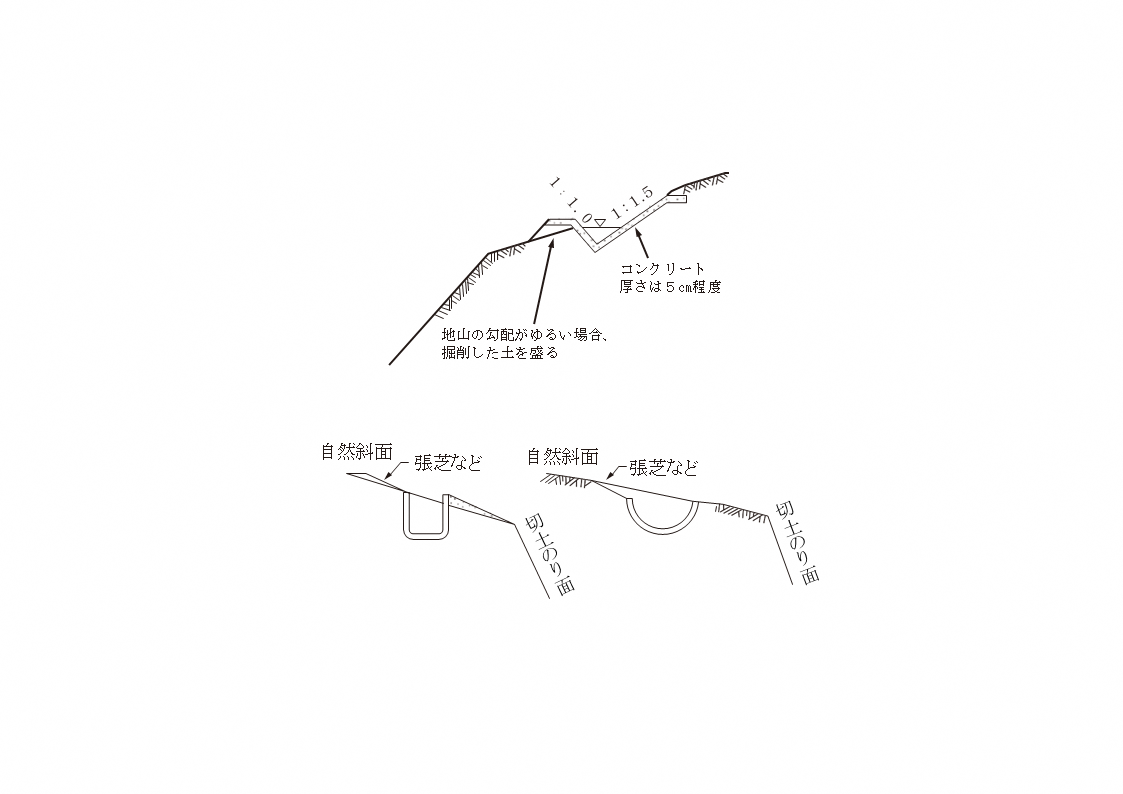 1：1.0
1：1.5
コンクリート
厚さは５㎝程度
地山の勾配がゆるい場合、
掘削した土を盛る
自然斜面
張芝など
切土のり面
自然斜面
張芝など
切土のり面